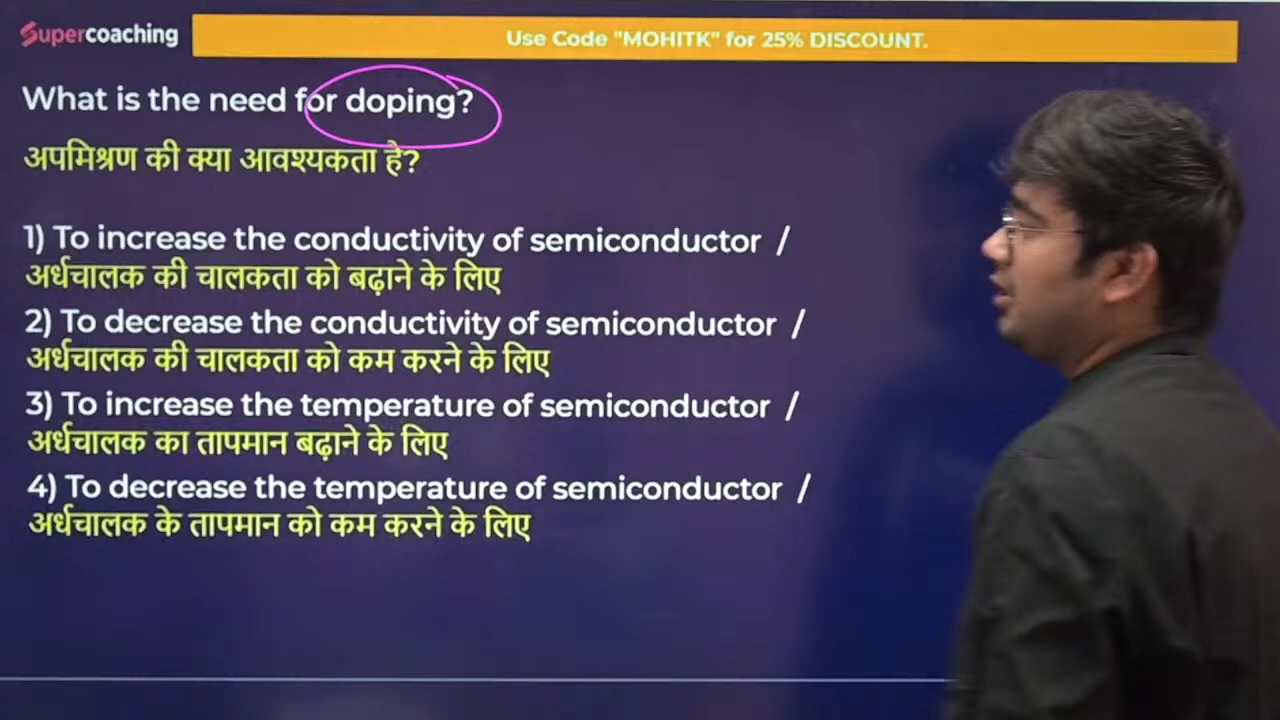 Supercoaching
Use Code "MOHITK" for 25% DISCOUNT.
What is the need for doping?
अपमिश्रण की क्या आवश्यकता है?
1) To increase the conductivity of semiconductor /
अर्धचालक की चालकता को बढ़ाने के लिए
2) To decrease the conductivity of semiconductor /
अर्धचालक की चालकता को कम करने के लिए
3) To increase the temperature of semiconductor /
अर्धचालक का तापमान बढ़ाने के लिए
4) To decrease the temperature of semiconductor /
अर्धचालक के तापमान को कम करने के लिए